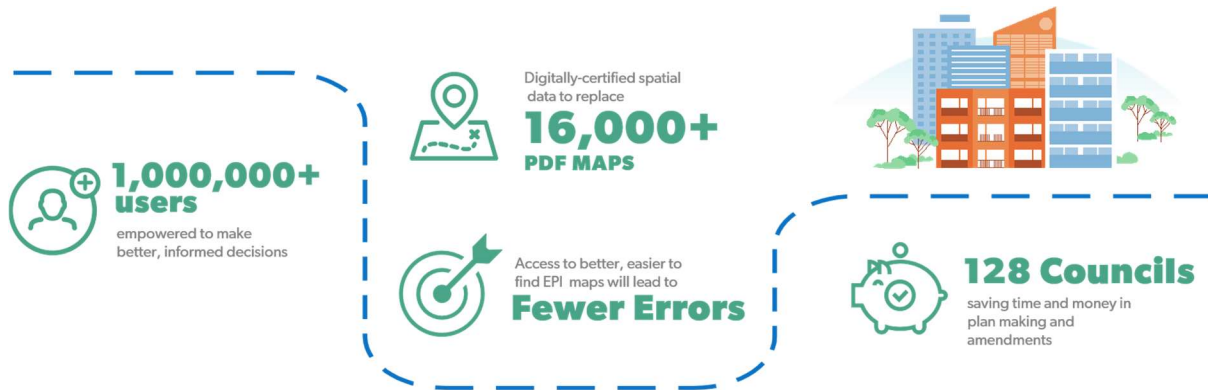 1,000,000+
users
empowered to make
better, informed decisions
Digitally-certified spatial
data to replace
16,000+
PDF MAPS
Access to better, easier to
find EPI maps will lead to
Fewer Errors
128 Councils
saving time and money in
plan making and
amendments